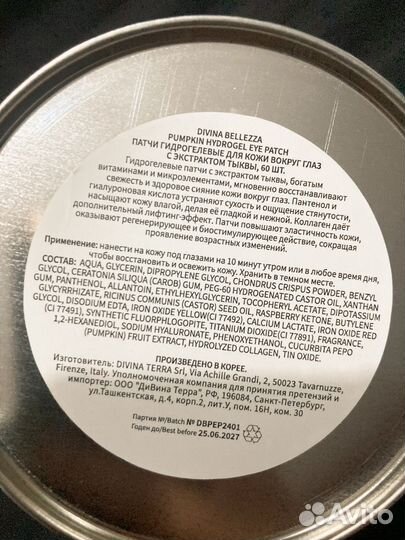 DIVINA BELLEZZA
PUMPKIN HYDROGEL EYE PATCH
ПАТЧИ ГИДРОГЕЛЕВЫЕ ДЛЯ КОЖИ ВОКРУГ ГЛАЗ
С ЭКСТРАКТОМ ТЫКВЫ, 60 ШТ.
Гидрогелевые патчи с экстрактом тыквы, богатым
витаминами и микроэлементами, мгновенно восстанавливают
свежесть и здоровое сияние кожи вокруг глаз. Пантенол и
гиалуроновая кислота устраняют сухость и ощущение стянутости,
насыщают кожу влагой, делая её гладкой и нежной. Коллаген даёт
дополнительный лифтинг-эффект. Патчи повышают эластичность кожи,
оказывают регенерирующее и биостимулирующее действие, сокращая
проявление возрастных изменений.
Применение: нанести на кожу под глазами на 10 минут утром или в любое время дня,
чтобы восстановить и освежить кожу. Хранить в темном месте.
СОСТАВ: AQUA, GLYCERIN, DIPROPYLENE GLYCOL, CHONDRUS CRISPUS POWDER, BENZYL
GLYCOL, CERATONIA SILIQUA (CAROB) GUM, PEG-60 HYDROGENATED CASTOR OIL, XANTHAN
GUM, PANTHENOL, ALLANTOIN, ETHYLHEXYLGLYCERYN, TOCOPHERYL ACETATE, DIPOTASSIUM
GLYCYRRHIZATE, RICINUS COMMUNIS (CASTOR) SEED OIL, RASPBERRY KETONE, BUTYLENE
GLYCOL, DISODIUM EDTA, IRON OXIDE YELLOW(CI 77492), CALCIUM LACTATE, IRON OXIDE RED
(CI 77491), SYNTHETIC FLUORPHLOGOPITE, TITANIUM DIOXIDE(CI 77891), FRAGRANCE,
1,2-HEXANEDIOL, SODIUM HYALURONATE, PHENOXYETHANOL, CUCURBITA PEPO
(PUMPKIN) FRUIT EXTRACT, HYDROLYZED COLLAGEN, TIN OXIDE.
ПРОИЗВЕДЕНО В КОРЕЕ.
Изготовитель: DIVINA TERRA Srl, Via Achille Grandi, 2, 50023 Tavarnuzze,
Firenze, Italy. Уполномоченная компания для принятия претензий и
импортер: ООО "ДиВина Терра", РФ, 196084, Санкт-Петербург,
ул.Ташкентская, д.4, корп.2, лит.У, пом. 16Н, ком. 30
Партия №/Batch № DBPEP2401
Годен до/Best before 25.06.2027
Avito